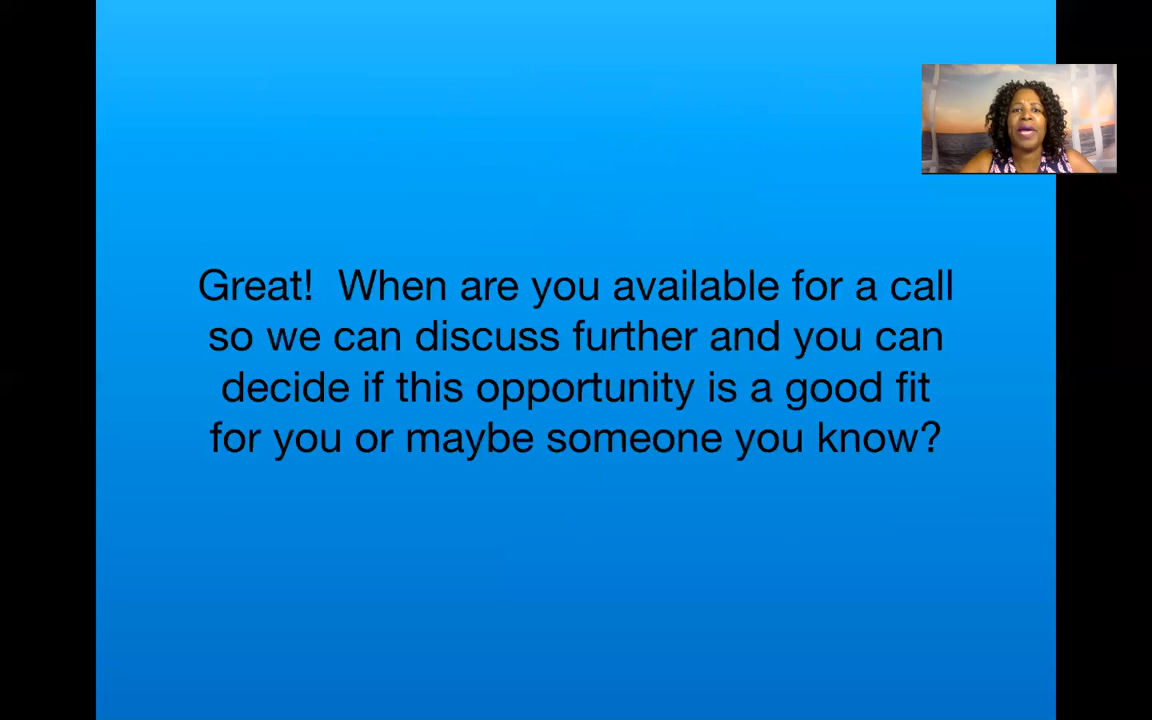 Great!  When are you available for a call
so we can discuss further and you can
decide if this opportunity is a good fit
for you or maybe someone you know?